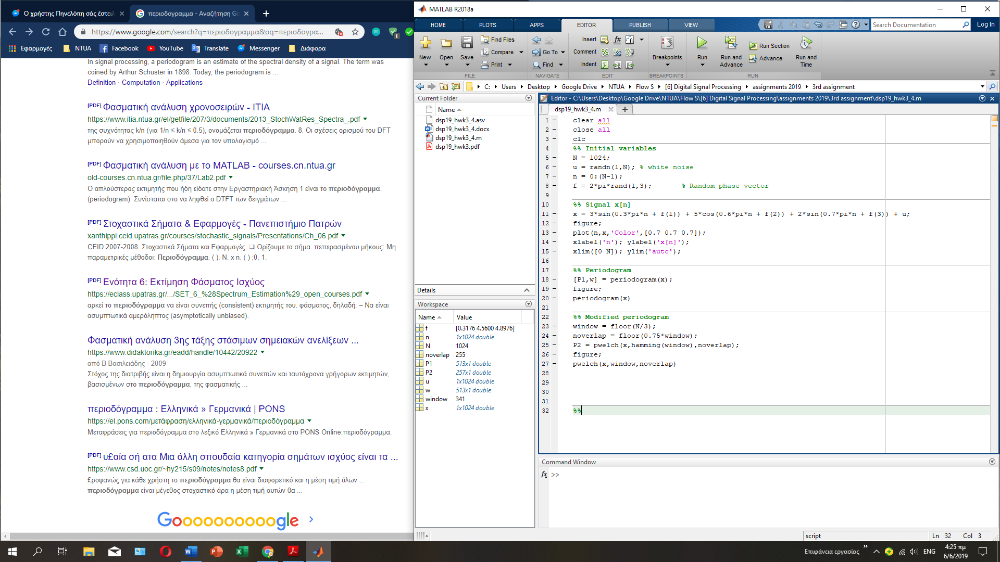 Ο χρήστης Πηνελόπη σάς έστειλ
περιοδογραμμα - Αναζήτηση Go
https://www.google.com/search?q=περιοδογραμμα&oq=περιοδογρα...
Εφαρμογές NTUA Facebook YouTube Translate Messenger Διάφορα
In signal processing, a periodogram is an estimate of the spectral density of a signal. The term was
coined by Arthur Schuster in 1898. Today, the periodogram is ...
Definition · Computation · Applications
[PDF] Φασματική ανάλυση χρονοσειρών - ITIA
https://www.itia.ntua.gr/el/getfile/207/3/documents/2013_StochWatRes_Spectra_.pdf
της συχνότητας k/n (για 1/n ≤ k/n ≤ 0.5), ονομάζεται περιοδόγραμμα. 8. Οι σχέσεις ορισμού του DFT
μπορούν να χρησιμοποιηθούν άμεσα για τον υπολογισμό ...
[PDF] Φασματική ανάλυση με το MATLAB - courses.cn.ntua.gr
old-courses.cn.ntua.gr/file.php/37/Lab2.pdf
Ο απλούστερος εκτιμητής που ήδη είδατε στην Εργαστηριακή Άσκηση 1 είναι το περιοδόγραμμα.
(periodogram). Συνίσταται στο να ληφθεί ο DTFT των δειγμάτων ...
[PDF] Στοχαστικά Σήματα & Εφαρμογές - Πανεπιστήμιο Πατρών
xanthippi.ceid.upatras.gr/courses/stochastic_signals/Presentations/Ch_06.pdf
CEID 2007-2008. Στοχαστικά Σήματα και Εφαρμογές. ❑ Ορίζουμε το σήμα. πεπερασμένου μήκους: Μη
παραμετρικές μέθοδοι: Περιοδόγραμμα. ( ). N. x n. ( ) ;0. 1.
[PDF] Ενότητα 6: Εκτίμηση Φάσματος Ισχύος
https://eclass.upatras.gr/.../SET_6_%28Spectrum_Estimation%29_open_courses.pdf
αρκεί το περιοδόγραμμα να είναι συνεπής (consistent) εκτιμητής του. φάσματος, δηλαδή: – Να είναι
ασυμπτωτικά αμερόληπτος (asymptotically unbiased).
Φασματική ανάλυση 3ης τάξης στάσιμων σημειακών ανελίξεων ...
https://www.didaktorika.gr/eadd/handle/10442/20922
από Β Βασιλειάδης - 2009
Στόχος της διατριβής είναι η δημιουργία ασυμπτωτικά συνεπών και ταυτόχρονα γρήγορων εκτιμητών,
βασισμένων στο περιοδόγραμμα, της φασματικής ...
περιοδόγραμμα : Ελληνικά » Γερμανικά | PONS
https://el.pons.com/μετάφραση/ελληνικά-γερμανικά/περιοδόγραμμα
Μεταφράσεις για περιοδόγραμμα στο λεξικό Ελληνικά » Γερμανικά στο PONS Online:περιοδόγραμμα.
[PDF] υ£αία σή ατα Μια άλλη σπουδαία κατηγορία σημάτων ισχύος είναι τα ...
https://www.csd.uoc.gr/~hy215/s09/notes/notes8.pdf
£ροφανώς για κάθε χρήστη το περιοδόγραμμα θα είναι διαφορετικό και η μέση τιμή όλων ...
περιοδόγραμμα είναι μέγεθος στοχαστικό άρα η μέση τιμή αυτών θα ...
Goooooooooogle
MATLAB R2018a
HOME PLOTS APPS EDITOR PUBLISH VIEW
Search Documentation Log In
New Open Save Find Files Compare Print
Go To Find
Insert Comment Indent
Breakpoints
Run Run and Advance Run Section Advance Run and Time
FILE NAVIGATE EDIT BREAKPOINTS RUN
C: Users Desktop Google Drive NTUA Flow S [6] Digital Signal Processing assignments 2019 3rd assignment
Current Folder
Name
dsp19_hwk3_4.asv
dsp19_hwk3_4.docx
dsp19_hwk3_4.m
dsp19_hwk3.pdf
Details
Workspace
Name Value
f [0.3176 4.5600 4.8976]
n 1x1024 double
N 1024
noverlap 255
P1 513x1 double
P2 257x1 double
u 1x1024 double
w 513x1 double
window 341
x 1x1024 double
Editor - C:\Users\Desktop\Google Drive\NTUA\Flow S\[6] Digital Signal Processing\assignments 2019\3rd assignment\dsp19_hwk3_4.m
dsp19_hwk3_4.m
1 clear all
2 close all
3 clc
4 %% Initial variables
5 N = 1024;
6 u = randn(1,N); % white noise
7 n = 0:(N-1);
8 f = 2*pi*rand(1,3); % Random phase vector
9
10 %% Signal x[n]
11 x = 3*sin(0.3*pi*n + f(1)) + 5*cos(0.6*pi*n + f(2)) + 2*sin(0.7*pi*n + f(3)) + u;
12 figure;
13 plot(n,x,'Color',[0.7 0.7 0.7]);
14 xlabel('n'); ylabel('x[n]');
15 xlim([0 N]); ylim('auto');
16
17 %% Periodogram
18 [P1,w] = periodogram(x);
19 figure;
20 periodogram(x)
21
22 %% Modified periodogram
23 window = floor(N/3);
24 noverlap = floor(0.75*window);
25 P2 = pwelch(x,hamming(window),noverlap);
26 figure;
27 pwelch(x,window,noverlap)
28
29
30
31
32 %%
Command Window
fx >>
script Ln 32 Col 3
Επιφάνεια εργασίας » ENG 4:25 πμ
6/6/2019